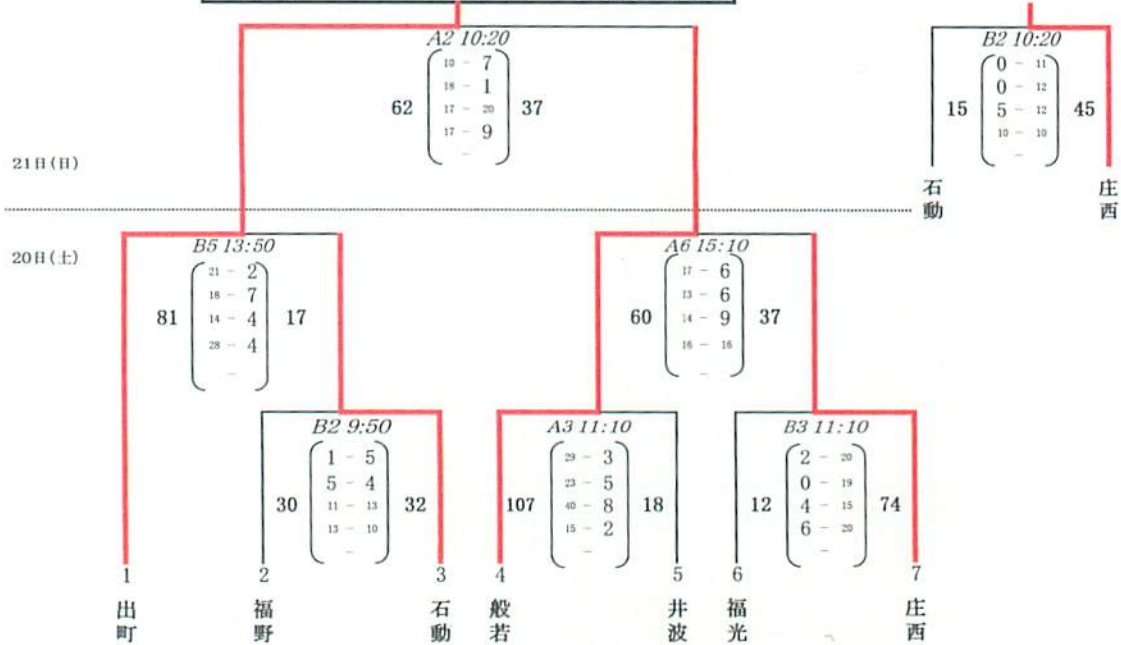 A2 10:20
10 - 7
18 - 1
62 17 - 20 37
17 - 9
-
B2 10:20
0 - 11
0 - 12
15 5 - 12 45
10 - 10
-
21日(日)
石動
庄西
20日(土)
B5 13:50
21 - 2
18 - 7
81 14 - 4 17
28 - 4
-
A6 15:10
17 - 6
13 - 6
60 14 - 9 37
16 - 16
-
B2 9:50
1 - 5
5 - 4
30 11 - 13 32
13 - 10
-
A3 11:10
29 - 3
23 - 5
107 40 - 8 18
15 - 2
-
B3 11:10
2 - 20
0 - 19
12 4 - 15 74
6 - 20
-
1 2 3 4 5 6 7
出町
福野
石動
般若
井波
福光
庄西